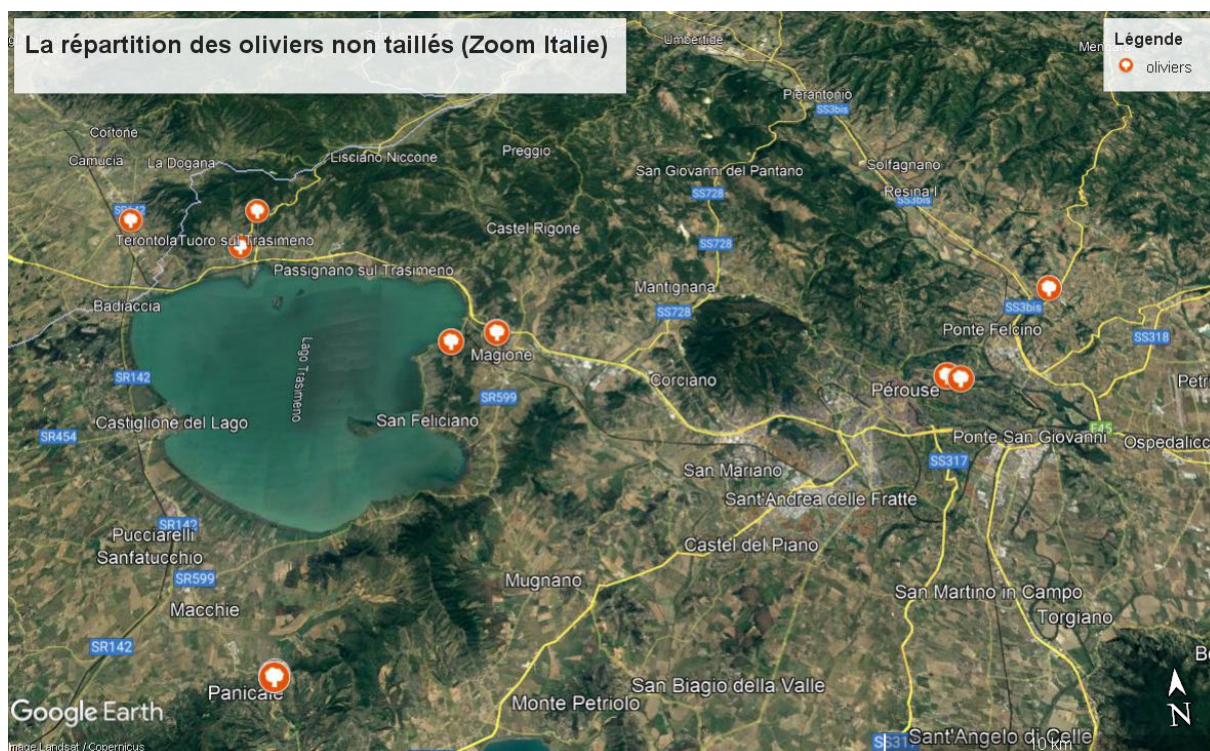 La répartition des oliviers non taillés (Zoom Italie)
Légende
oliviers
Umbertide
Pierantonio
SS3bis
Cortone
Camucia
La Dogana
Lisciano Niccone
Preggio
San Giovanni del Pantano
Solfagnano
Resina
SS3bis
SS728
SR142
Castel Rigone
Terontola
Tuoro sul Trasimeno
SS728
Passignano sul Trasimeno
Mantignana
Badiaccia
SS728
SS3bis
Ponte Felcino
SS318
Lago Trasimeno
Magione
SR142
Corciano
Pérouse
SR599
Castiglione del Lago
San Feliciano
SR454
Ponte San Giovanni
E45
SS317
San Mariano
Sant'Andrea delle Fratte
SR142
Pucciarelli
Sanfatucchio
Castel del Piano
SR599
Mugnano
Macchie
San Martino in Campo
Torgiano
SR142
Panicale
San Biagio della Valle
Monte Petriolo
N
Google Earth
Sant'Angelo di Celle
10 km
Image Landsat / Copernicus